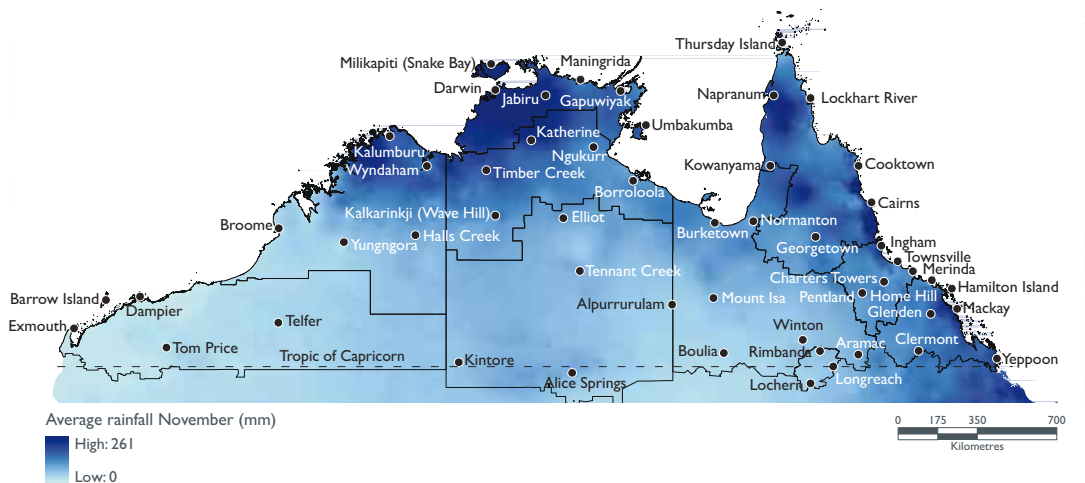 Thursday Island
Milikapiti (Snake Bay)
Maningrida
Darwin
Jabiru
Gapuwiyak
Napranum
Lockhart River
Umbakumba
Katherine
Kalumburu
Ngukurr
Wyndaham
Timber Creek
Kowanyama
Cooktown
Borroloola
Cairns
Kalkarinkji (Wave Hill)
Elliot
Broome
Halls Creek
Yungngora
Burketown
Normanton
Georgetown
Ingham
Townsville
Merinda
Tennant Creek
Charters Towers
Hamilton Island
Barrow Island
Dampier
Alpurrurulam
Mount Isa
Pentland
Home Hill
Mackay
Glenden
Exmouth
Telfer
Winton
Clermont
Tom Price
Tropic of Capricorn
Kintore
Boulia
Rimbanda
Aramac
Yeppoon
Alice Springs
Lochern
Longreach
Average rainfall November (mm)
High: 261
Low: 0
0 175 350 700
Kilometres